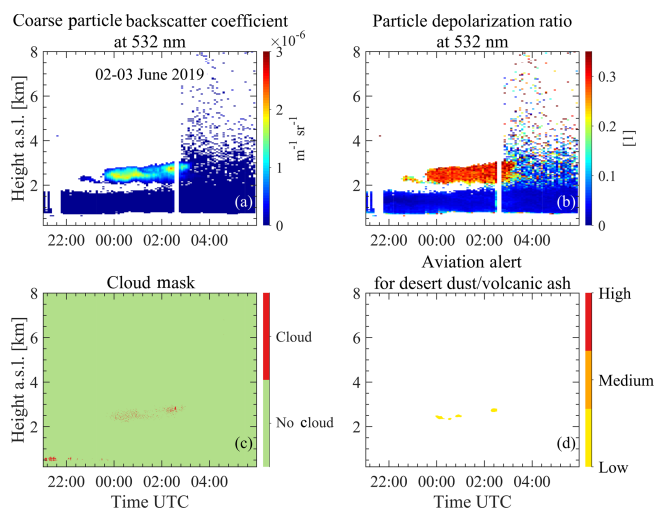 Coarse particle backscatter coefficient
at 532 nm
×10⁻⁶
02-03 June 2019
Height a.s.l. [km]
8
6
4
2
(a)
22:00 00:00 02:00 04:00
3
2
1
0
m⁻¹ sr⁻¹
Particle depolarization ratio
at 532 nm
8
6
4
2
(b)
22:00 00:00 02:00 04:00
0.3
0.2
0.1
0
[1]
Cloud mask
Height a.s.l. [km]
8
6
4
2
(c)
22:00 00:00 02:00 04:00
Time UTC
Cloud
No cloud
Aviation alert
for desert dust/volcanic ash
8
6
4
2
(d)
22:00 00:00 02:00 04:00
Time UTC
High
Medium
Low